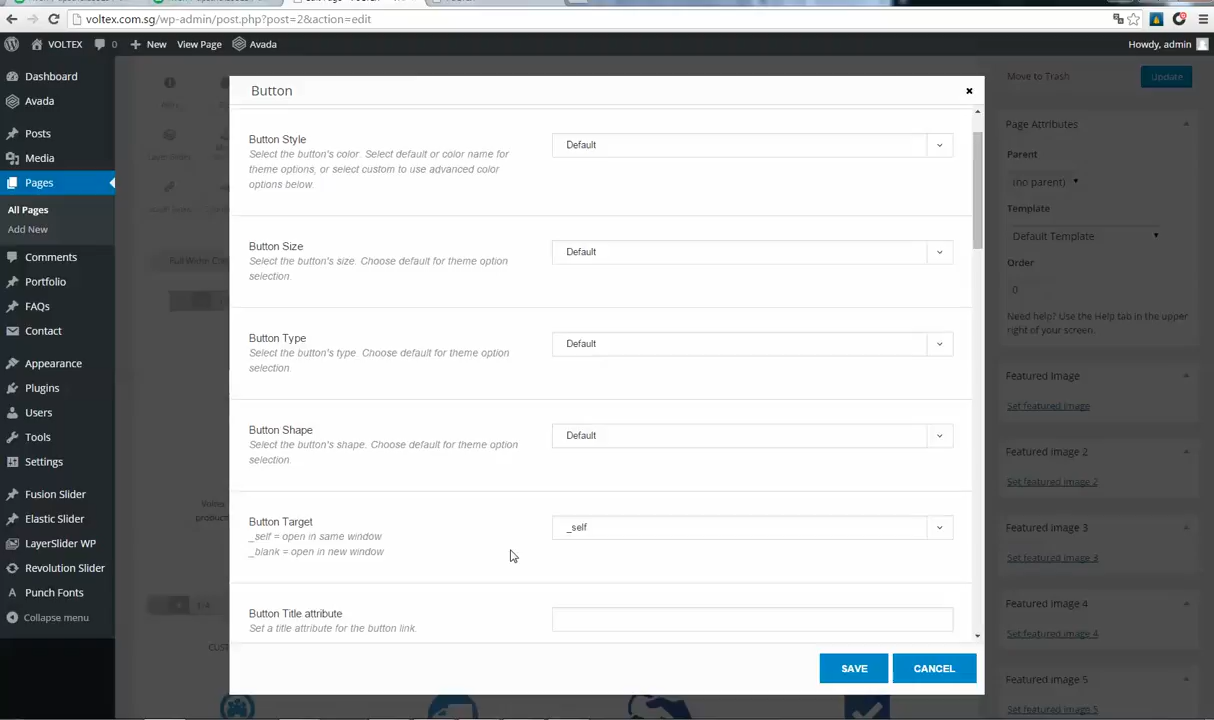 voltex.com.sg/wp-admin/post.php?post=2&action=edit
VOLTEX
0
New
View Page
Avada
Howdy, admin
Dashboard
Avada
Posts
Media
Pages
All Pages
Add New
Comments
Portfolio
FAQs
Contact
Appearance
Plugins
Users
Tools
Settings
Fusion Slider
Elastic Slider
LayerSlider WP
Revolution Slider
Punch Fonts
Collapse menu
Button
Button Style
Select the button's color. Select default or color name for
theme options, or select custom to use advanced color
options below.
Default
Button Size
Select the button's size. Choose default for theme option
selection.
Default
Button Type
Select the button's type. Choose default for theme option
selection.
Default
Button Shape
Select the button's shape. Choose default for theme option
selection.
Default
Button Target
_self = open in same window
_blank = open in new window
_self
Button Title attribute
Set a title attribute for the button link.
SAVE
CANCEL
Move to Trash
Update
Page Attributes
Parent
(no parent)
Template
Default Template
Order
0
Need help? Use the Help tab in the upper
right of your screen.
Featured Image
Set featured image
Featured image 2
Set featured image 2
Featured image 3
Set featured image 3
Featured image 4
Set featured image 4
Featured image 5
Set featured image 5